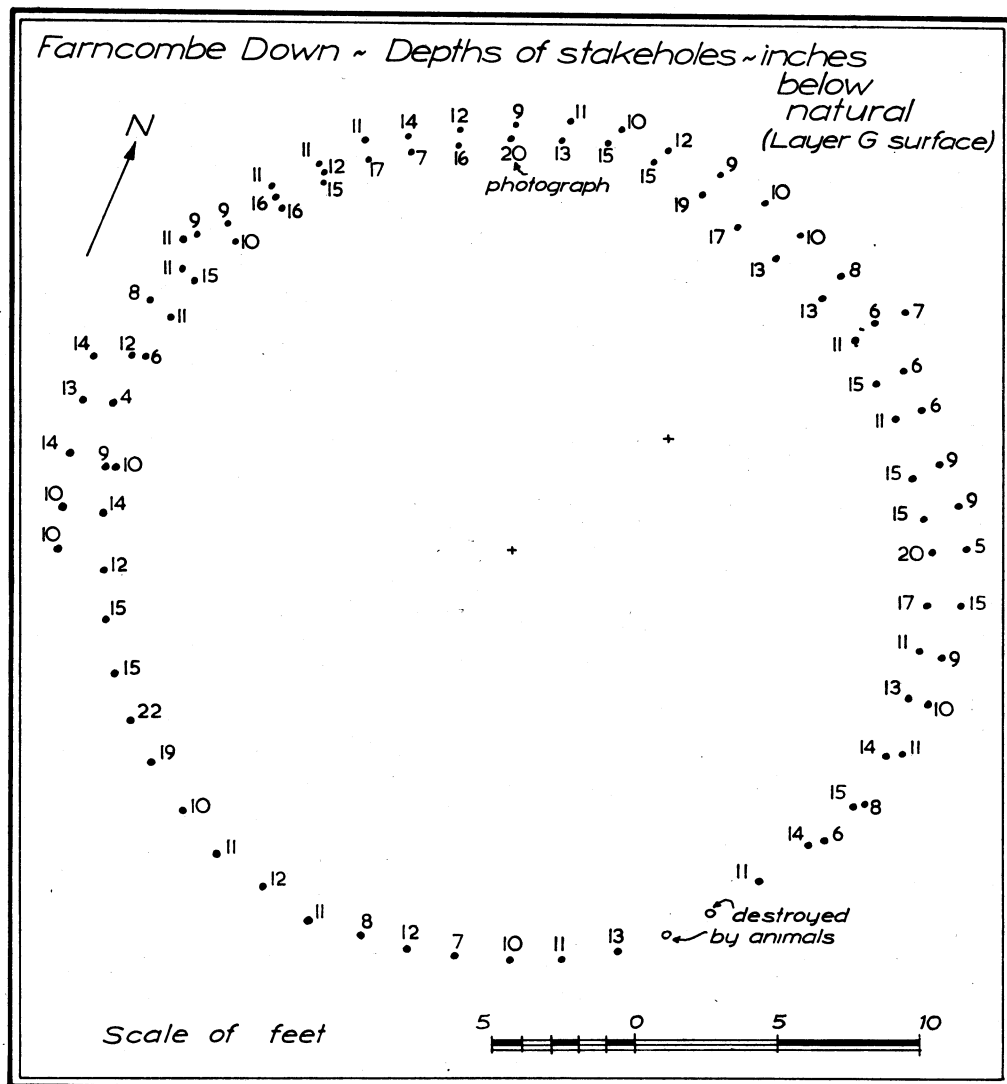 Farncombe Down ~ Depths of stakeholes ~ inches
below
natural
(Layer G surface)
N
12 9 11 10
11 14 12
17 7 16 20 13 15 15
photograph
11 12 15
11 16 16
9 19 10
11 9 9 10 17 10
11 15 13 8
8 11 13 6 7
14 12 6 11
13 4 15 6
11 6
14 9 10 15 9
10 14 15 9
10 12 20 5
15 17 15
15 11 9
22 13 10
19 14 11
10 15 8
11 14 6
12 11
11 8 12 7 10 11 13
destroyed
by animals
Scale of feet
5 0 5 10